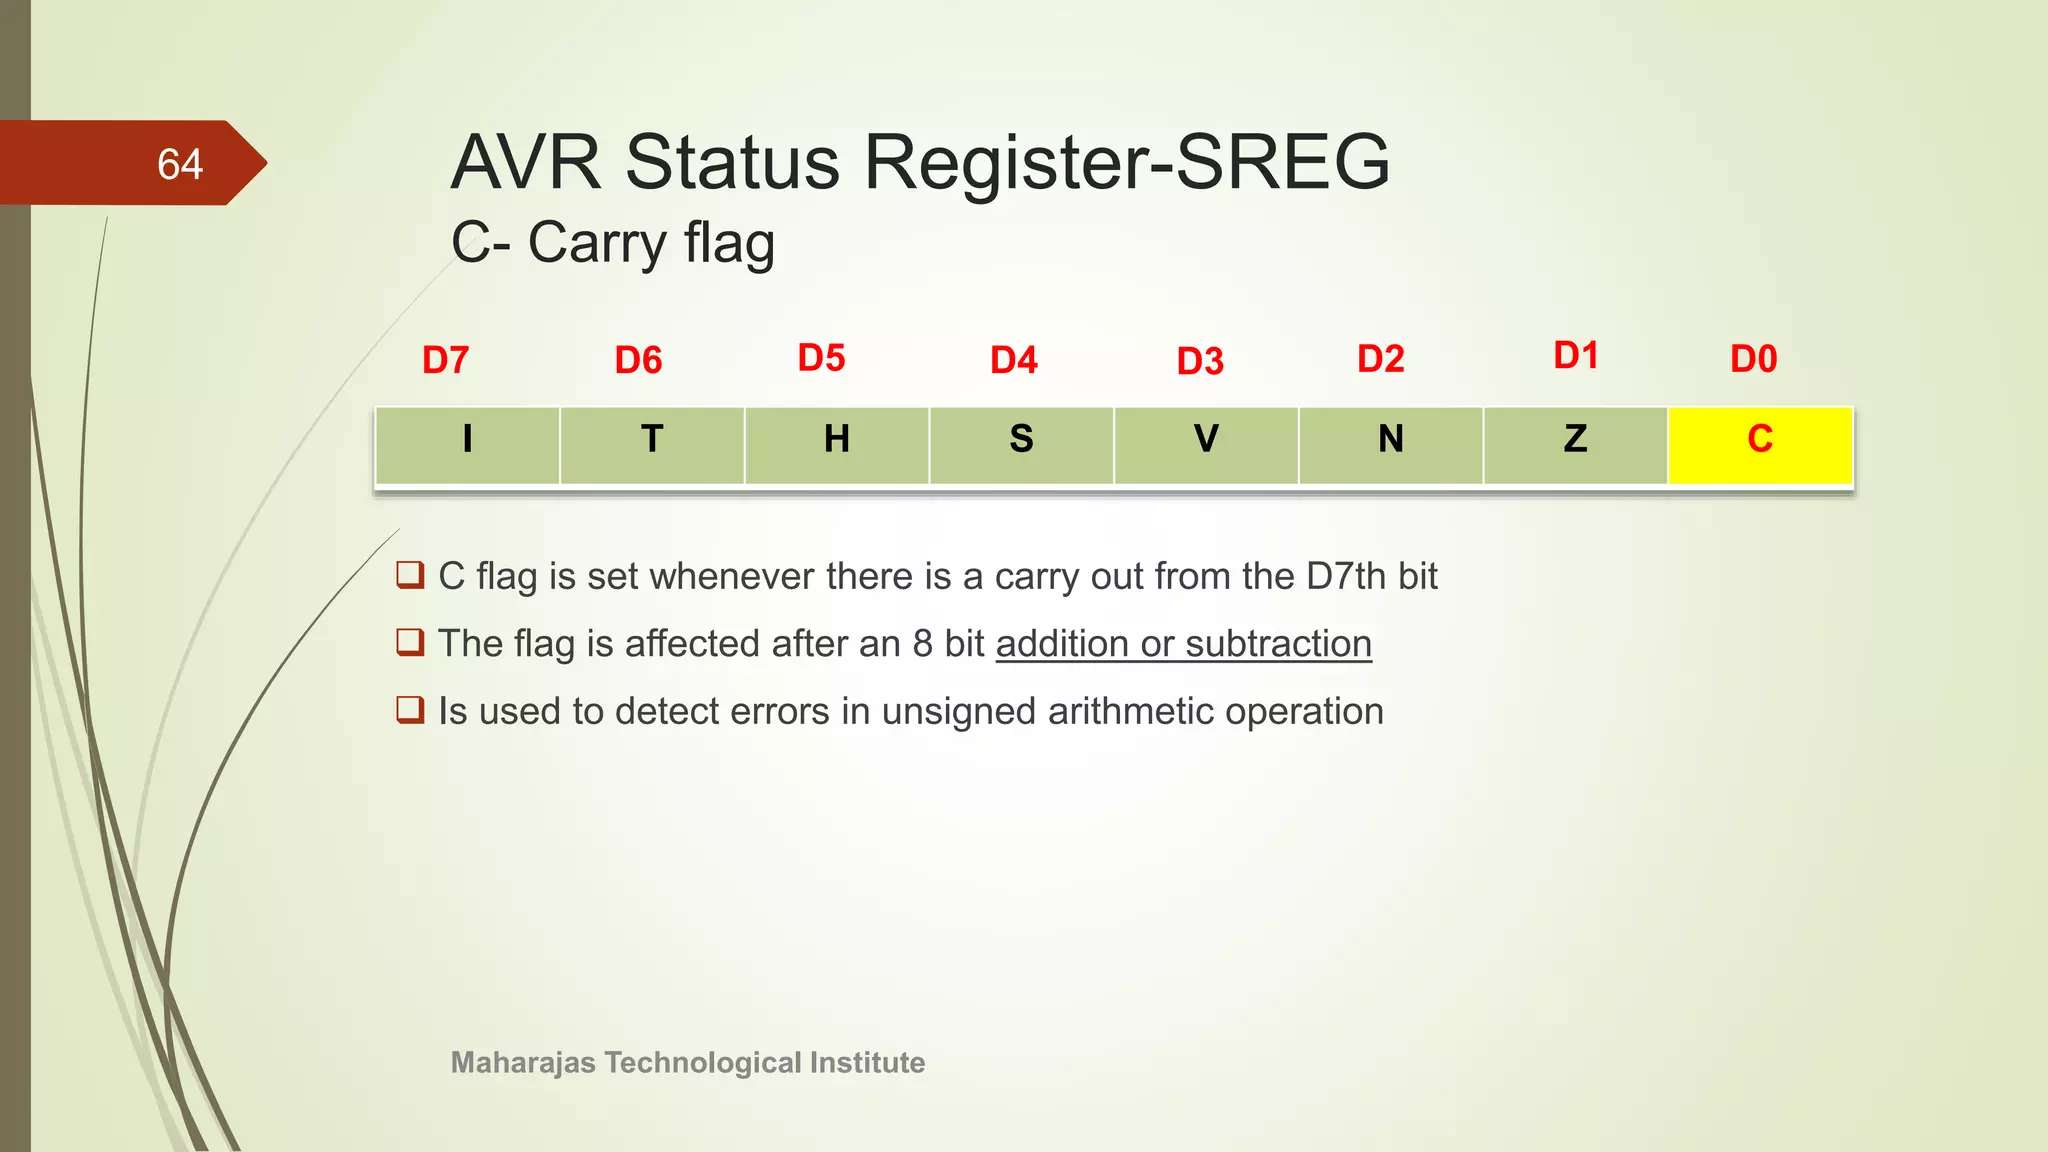 64
AVR Status Register-SREG
C- Carry flag
D7 D6 D5 D4 D3 D2 D1 D0
I T H S V N Z C
C flag is set whenever there is a carry out from the D7th bit
The flag is affected after an 8 bit addition or subtraction
Is used to detect errors in unsigned arithmetic operation
Maharajas Technological Institute